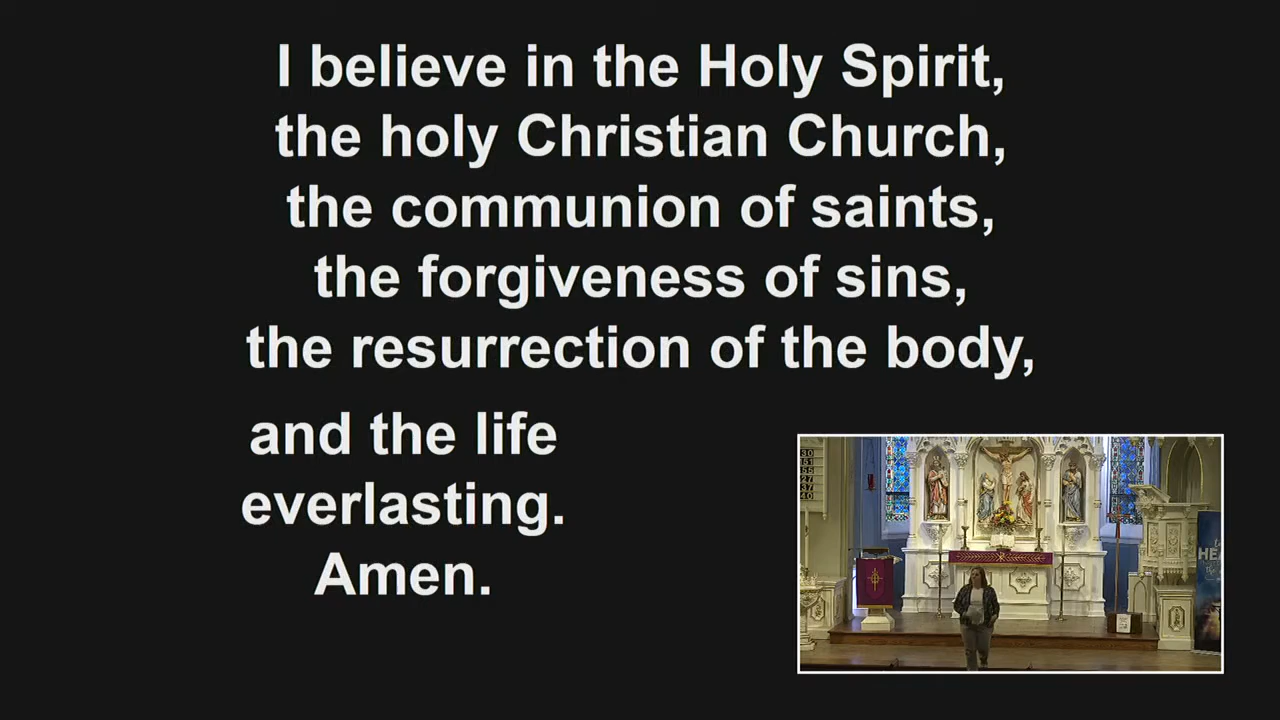 I believe in the Holy Spirit,
the holy Christian Church,
the communion of saints,
the forgiveness of sins,
the resurrection of the body,
and the life
everlasting.
Amen.